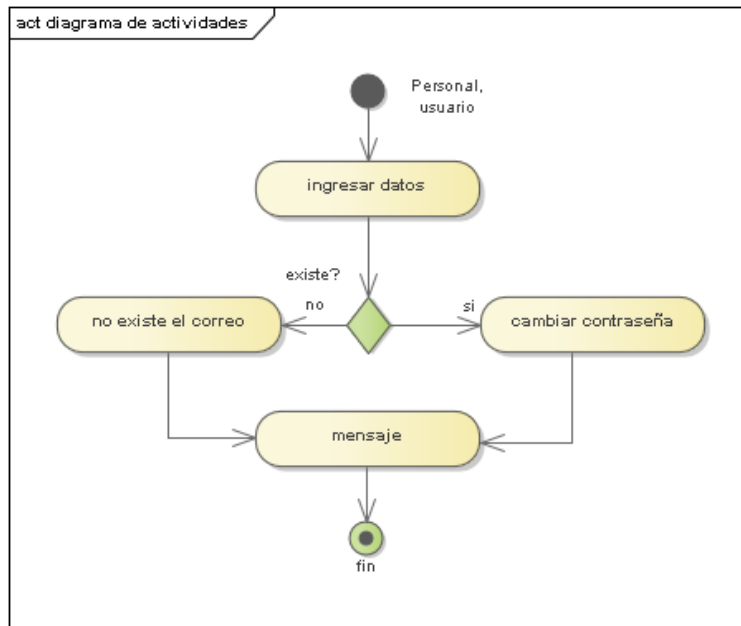 act diagrama de actividades
Personal,
usuario
ingresar datos
existe?
no
si
no existe el correo
cambiar contraseña
mensaje
fin